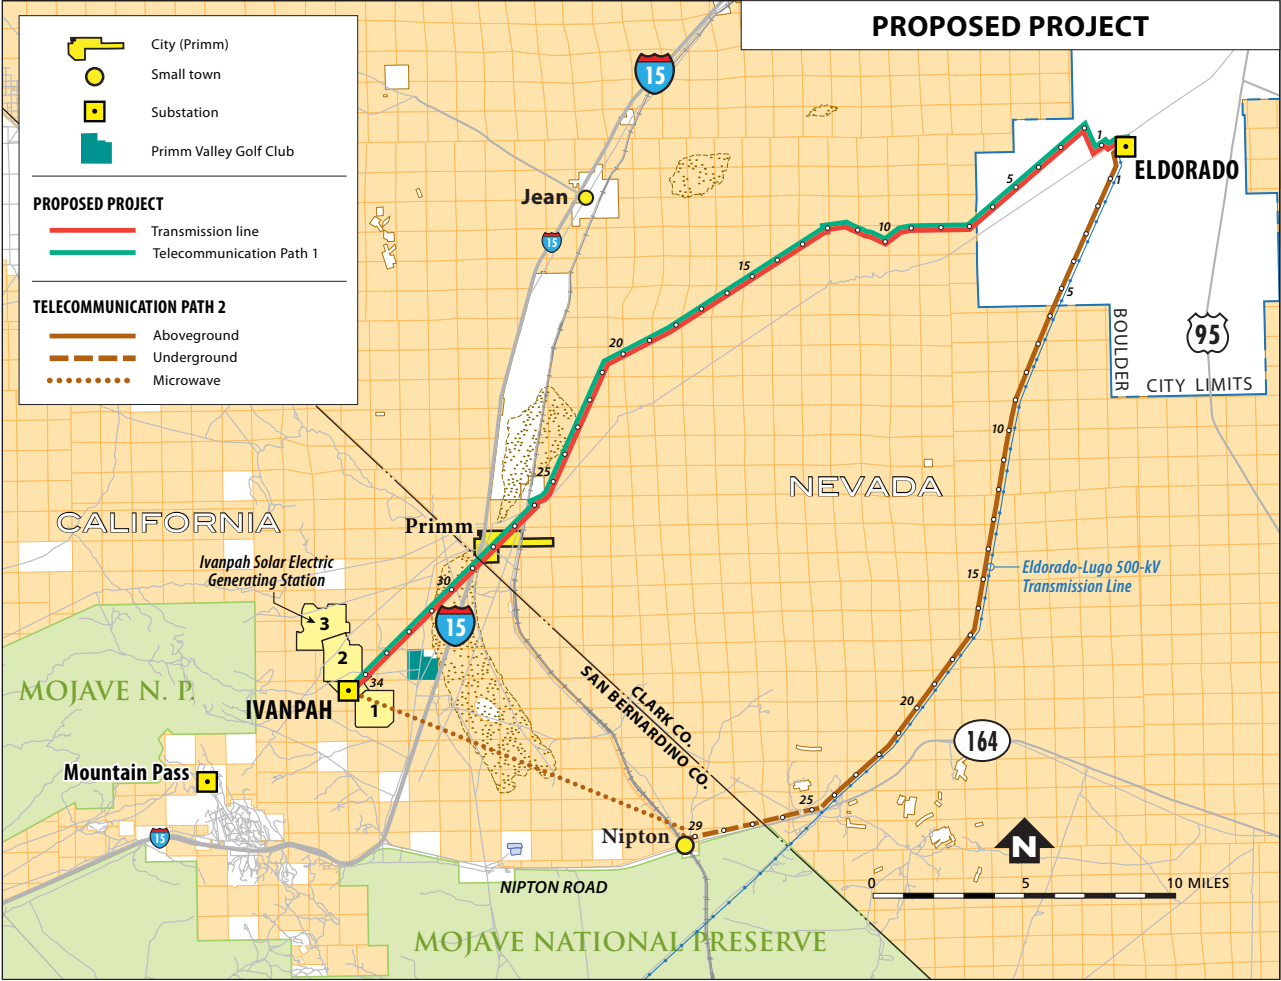 PROPOSED PROJECT
City (Primm)
Small town
Substation
Primm Valley Golf Club
PROPOSED PROJECT
Transmission line
Telecommunication Path 1
TELECOMMUNICATION PATH 2
Aboveground
Underground
Microwave
15
Jean
15
1
ELDORADO
1
5
10
15
20
25
5
BOULDER
CITY LIMITS
95
10
NEVADA
CALIFORNIA
Primm
Ivanpah Solar Electric
Generating Station
30
15
Eldorado-Lugo 500-kV
Transmission Line
15
3
2
34
1
IVANPAH
MOJAVE N. P.
CLARK CO.
SAN BERNARDINO CO.
20
164
Mountain Pass
15
25
29
Nipton
N
NIPTON ROAD
0 5 10 MILES
MOJAVE NATIONAL PRESERVE